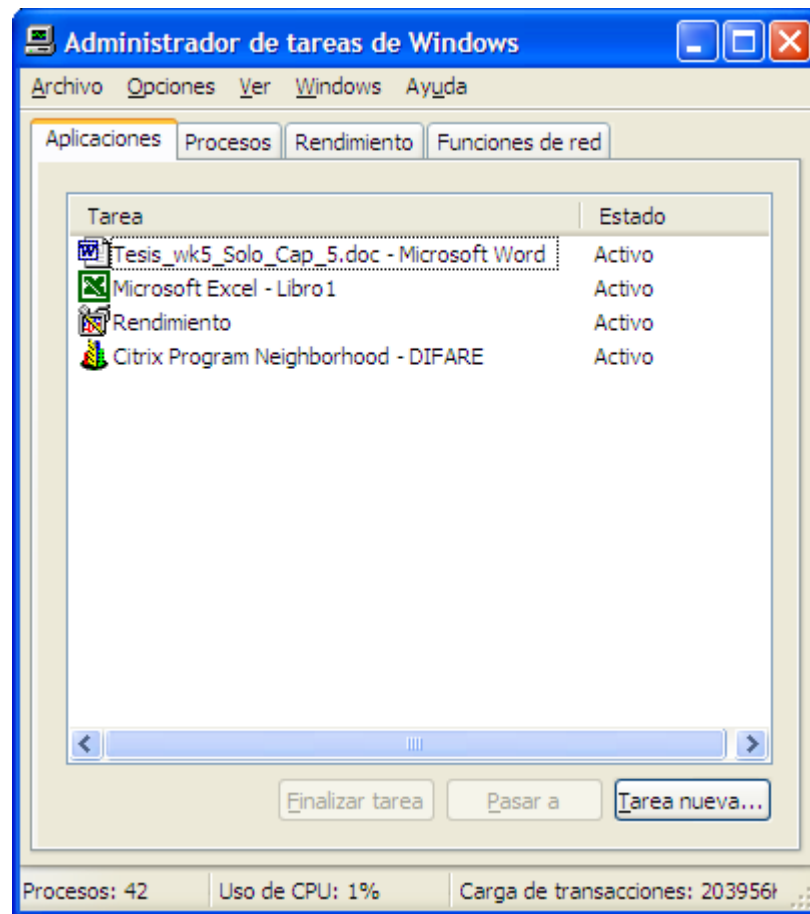 Administrador de tareas de Windows
Archivo Opciones Ver Windows Ayuda
Aplicaciones Procesos Rendimiento Funciones de red
Tarea Estado
Tesis_wk5_Solo_Cap_5.doc - Microsoft Word Activo
Microsoft Excel - Libro1 Activo
Rendimiento Activo
Citrix Program Neighborhood - DIFARE Activo
Finalizar tarea Pasar a Tarea nueva...
Procesos: 42 Uso de CPU: 1% Carga de transacciones: 203956